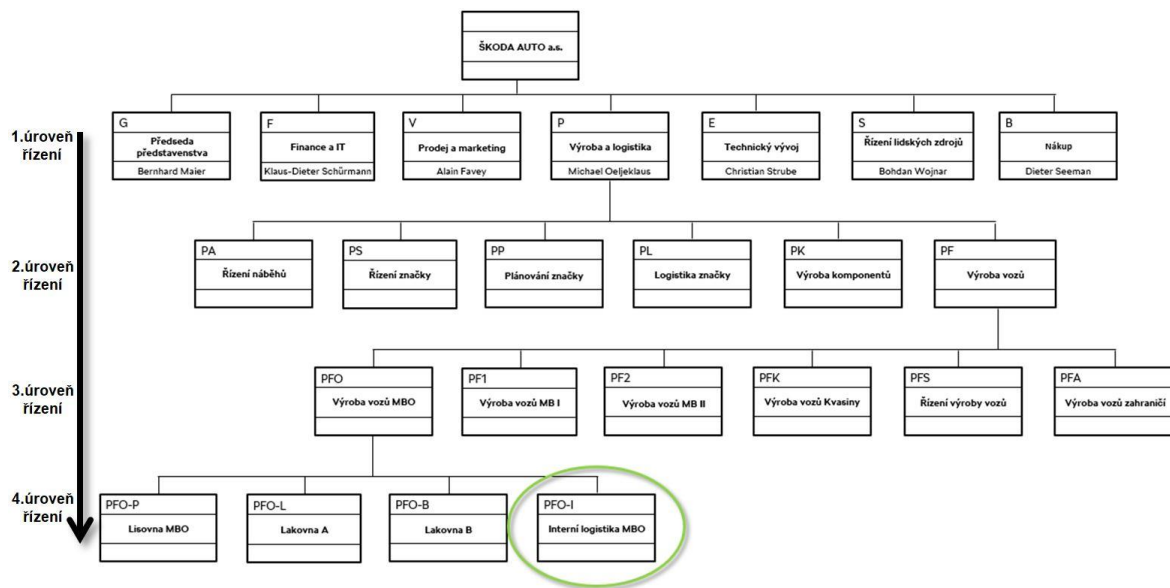 ŠKODA AUTO a.s.
1.úroveň
řízení
G
Předseda
představenstva
Bernhard Maier
F
Finance a IT
Klaus-Dieter Schürmann
V
Prodej a marketing
Alain Favey
P
Výroba a logistika
Michael Oeljeklaus
E
Technický vývoj
Christian Strube
S
Řízení lidských zdrojů
Bohdan Wojnar
B
Nákup
Dieter Seeman
2.úroveň
řízení
PA
Řízení náběhů
PS
Řízení značky
PP
Plánování značky
PL
Logistika značky
PK
Výroba komponentů
PF
Výroba vozů
3.úroveň
řízení
PFO
Výroba vozů MBO
PF1
Výroba vozů MB I
PF2
Výroba vozů MB II
PFK
Výroba vozů Kvasiny
PFS
Řízení výroby vozů
PFA
Výroba vozů zahraničí
4.úroveň
řízení
PFO-P
Lisovna MBO
PFO-L
Lakovna A
PFO-B
Lakovna B
PFO-I
Interní logistika MBO